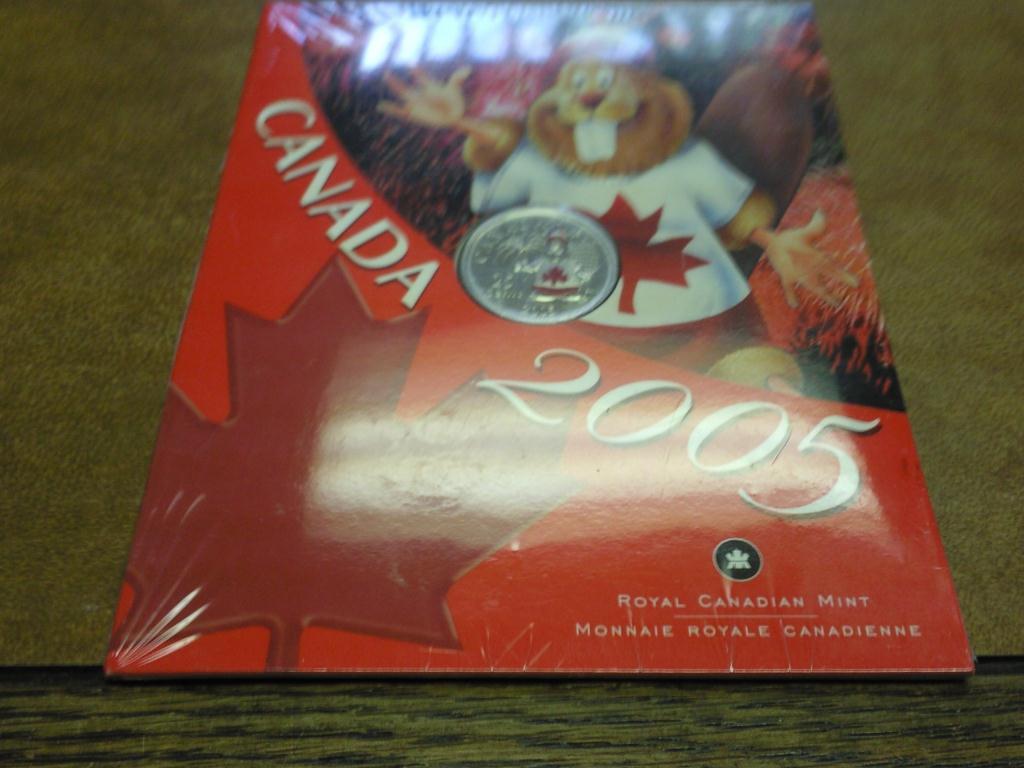 CANADA
2005
ROYAL CANADIAN MINT
MONNAIE ROYALE CANADIENNE